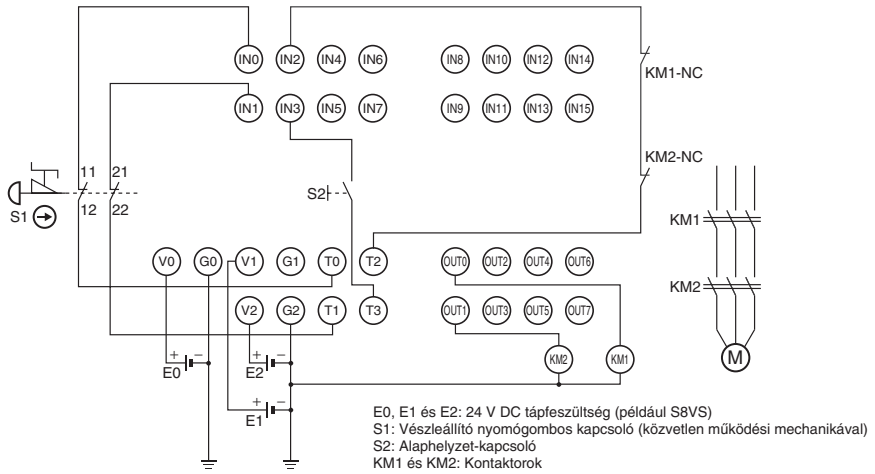 IN0 IN2 IN4 IN6 IN8 IN10 IN12 IN14
KM1-NC
IN1 IN3 IN5 IN7 IN9 IN11 IN13 IN15
KM2-NC
11 21
S2
S1 12 22
KM1
V0 G0 V1 G1 T0 T2 OUT0 OUT2 OUT4 OUT6
KM2
V2 G2 T1 T3 OUT1 OUT3 OUT5 OUT7
+ − + −
E0 E2 KM2 KM1 M
+ −
E1
E0, E1 és E2: 24 V DC tápfeszültség (például S8VS)
S1: Vészleállító nyomógombos kapcsoló (közvetlen működési mechanikával)
S2: Alaphelyzet-kapcsoló
KM1 és KM2: Kontaktorok